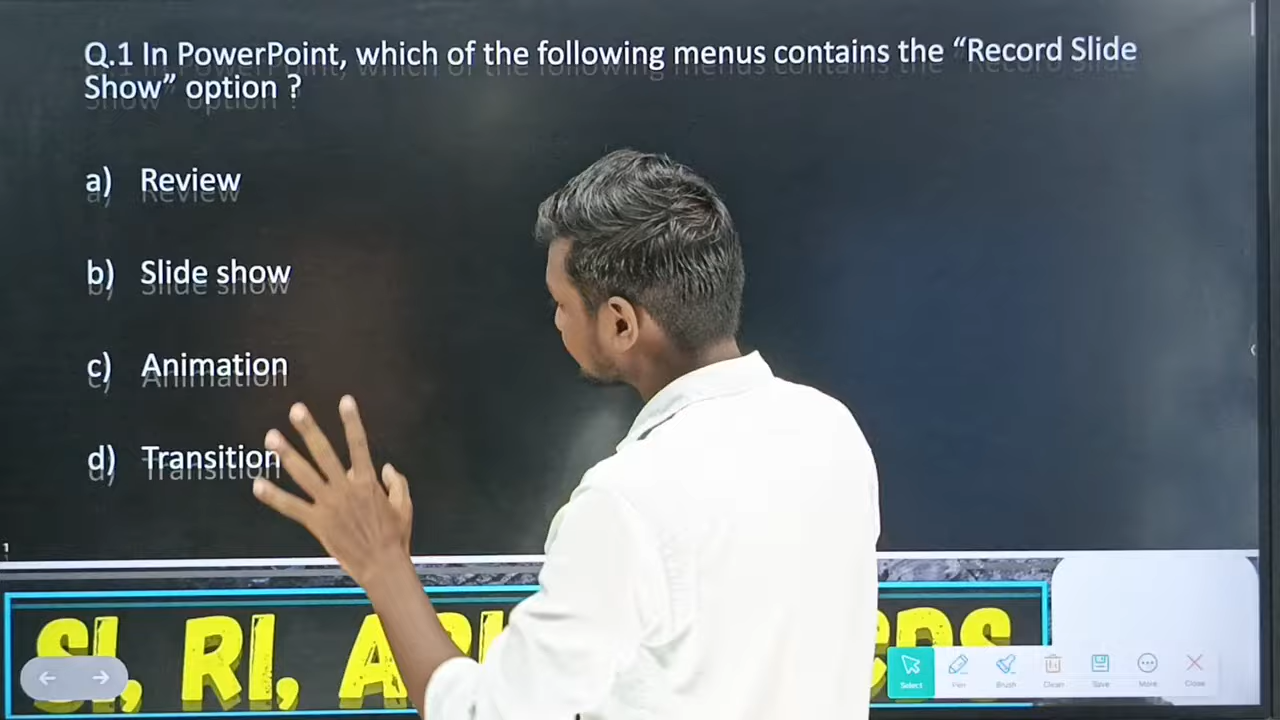 Q.1 In PowerPoint, which of the following menus contains the “Record Slide
Show” option ?
a) Review
b) Slide show
c) Animation
d) Transition
1
SI, RI,
Select Pen Brush Clean Save More Close